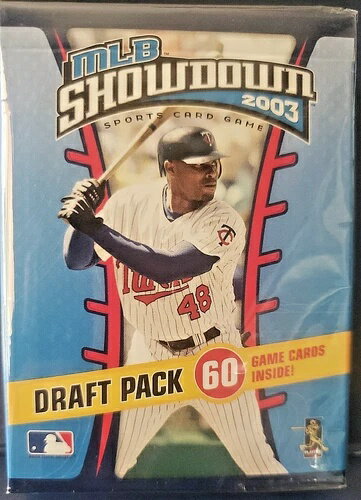 MLB
SHOWDOWN
2003
SPORTS CARD GAME
TC
Twins
48
DRAFT PACK 60 GAME CARDS
INSIDE!